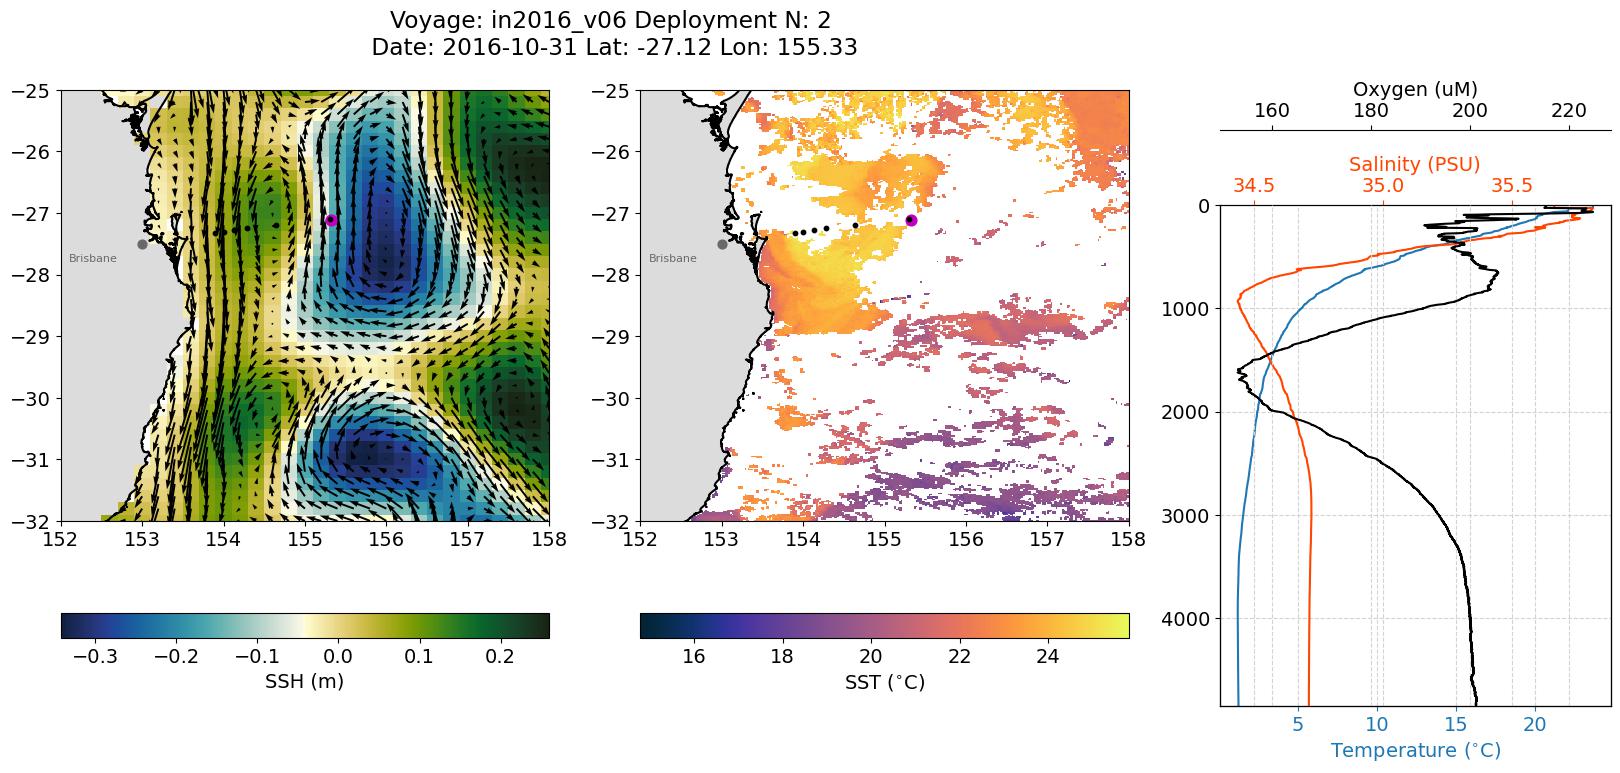 Voyage: in2016_v06 Deployment N: 2
Date: 2016-10-31 Lat: -27.12 Lon: 155.33
−25
−26
−27
−28
−29
−30
−31
−32
152 153 154 155 156 157 158
Brisbane
−0.3 −0.2 −0.1 0.0 0.1 0.2
SSH (m)
−25
−26
−27
−28
−29
−30
−31
−32
152 153 154 155 156 157 158
Brisbane
16 18 20 22 24
SST (°C)
Oxygen (uM)
160 180 200 220
Salinity (PSU)
34.5 35.0 35.5
0
1000
2000
3000
4000
5 10 15 20
Temperature (°C)